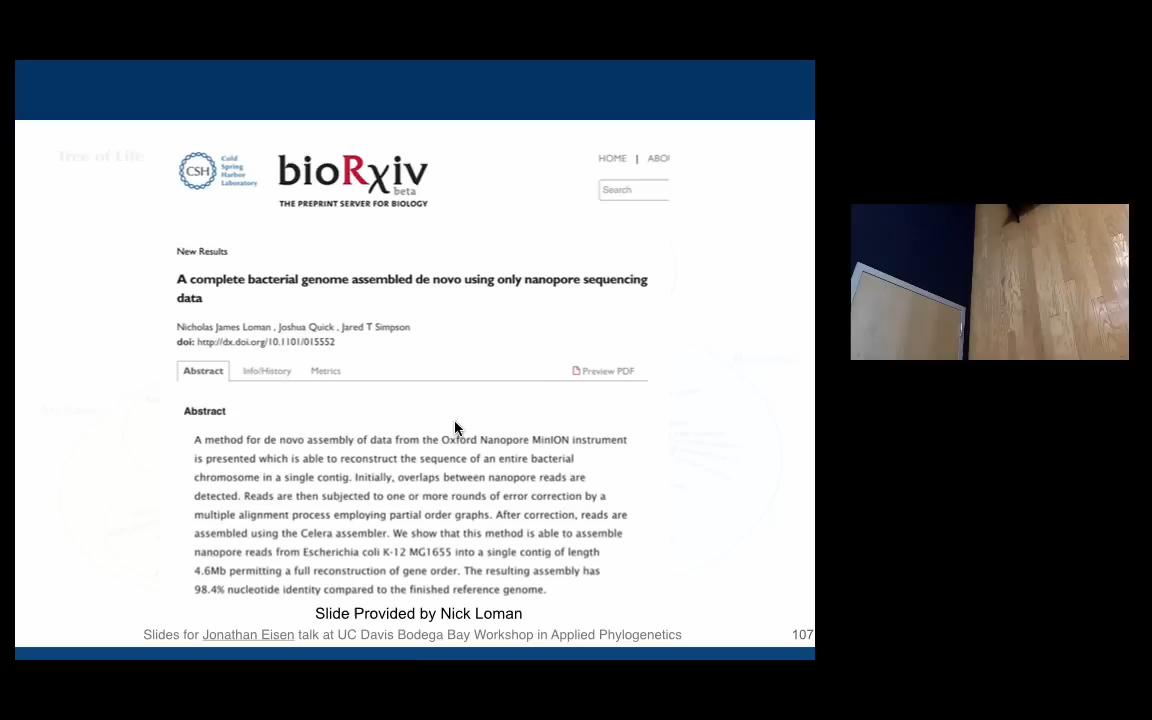 Tree of Life
CSH
Cold
Spring
Harbor
Laboratory
bioRχiv
beta
THE PREPRINT SERVER FOR BIOLOGY
HOME | ABO
Search
New Results
A complete bacterial genome assembled de novo using only nanopore sequencing
data
Nicholas James Loman , Joshua Quick , Jared T Simpson
doi: http://dx.doi.org/10.1101/015552
Abstract Info/History Metrics Preview PDF
Abstract
A method for de novo assembly of data from the Oxford Nanopore MinION instrument
is presented which is able to reconstruct the sequence of an entire bacterial
chromosome in a single contig. Initially, overlaps between nanopore reads are
detected. Reads are then subjected to one or more rounds of error correction by a
multiple alignment process employing partial order graphs. After correction, reads are
assembled using the Celera assembler. We show that this method is able to assemble
nanopore reads from Escherichia coli K-12 MG1655 into a single contig of length
4.6Mb permitting a full reconstruction of gene order. The resulting assembly has
98.4% nucleotide identity compared to the finished reference genome.
Slide Provided by Nick Loman
Slides for Jonathan Eisen talk at UC Davis Bodega Bay Workshop in Applied Phylogenetics
107